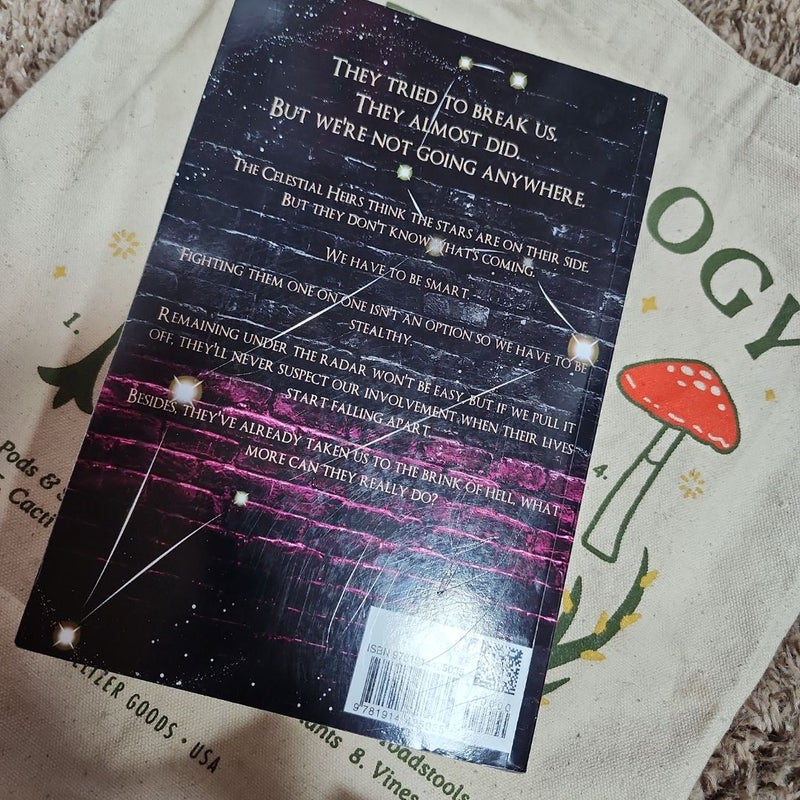 They tried to break us.
They almost did.
But we're not going anywhere.
The Celestial Heirs think the stars are on their side.
But they don't know what's coming.
We have to be smart.
Fighting them one on one isn't an option so we have to be
stealthy.
Remaining under the radar won't be easy, but if we pull it
off, they'll never suspect our involvement when their lives
start falling apart.
Besides, they've already taken us to the brink of hell, what
more can they really do?
ISBN
OGY
1.
4.
Pods &
Cacti
GOODS • USA
Toadstools
8. Vines